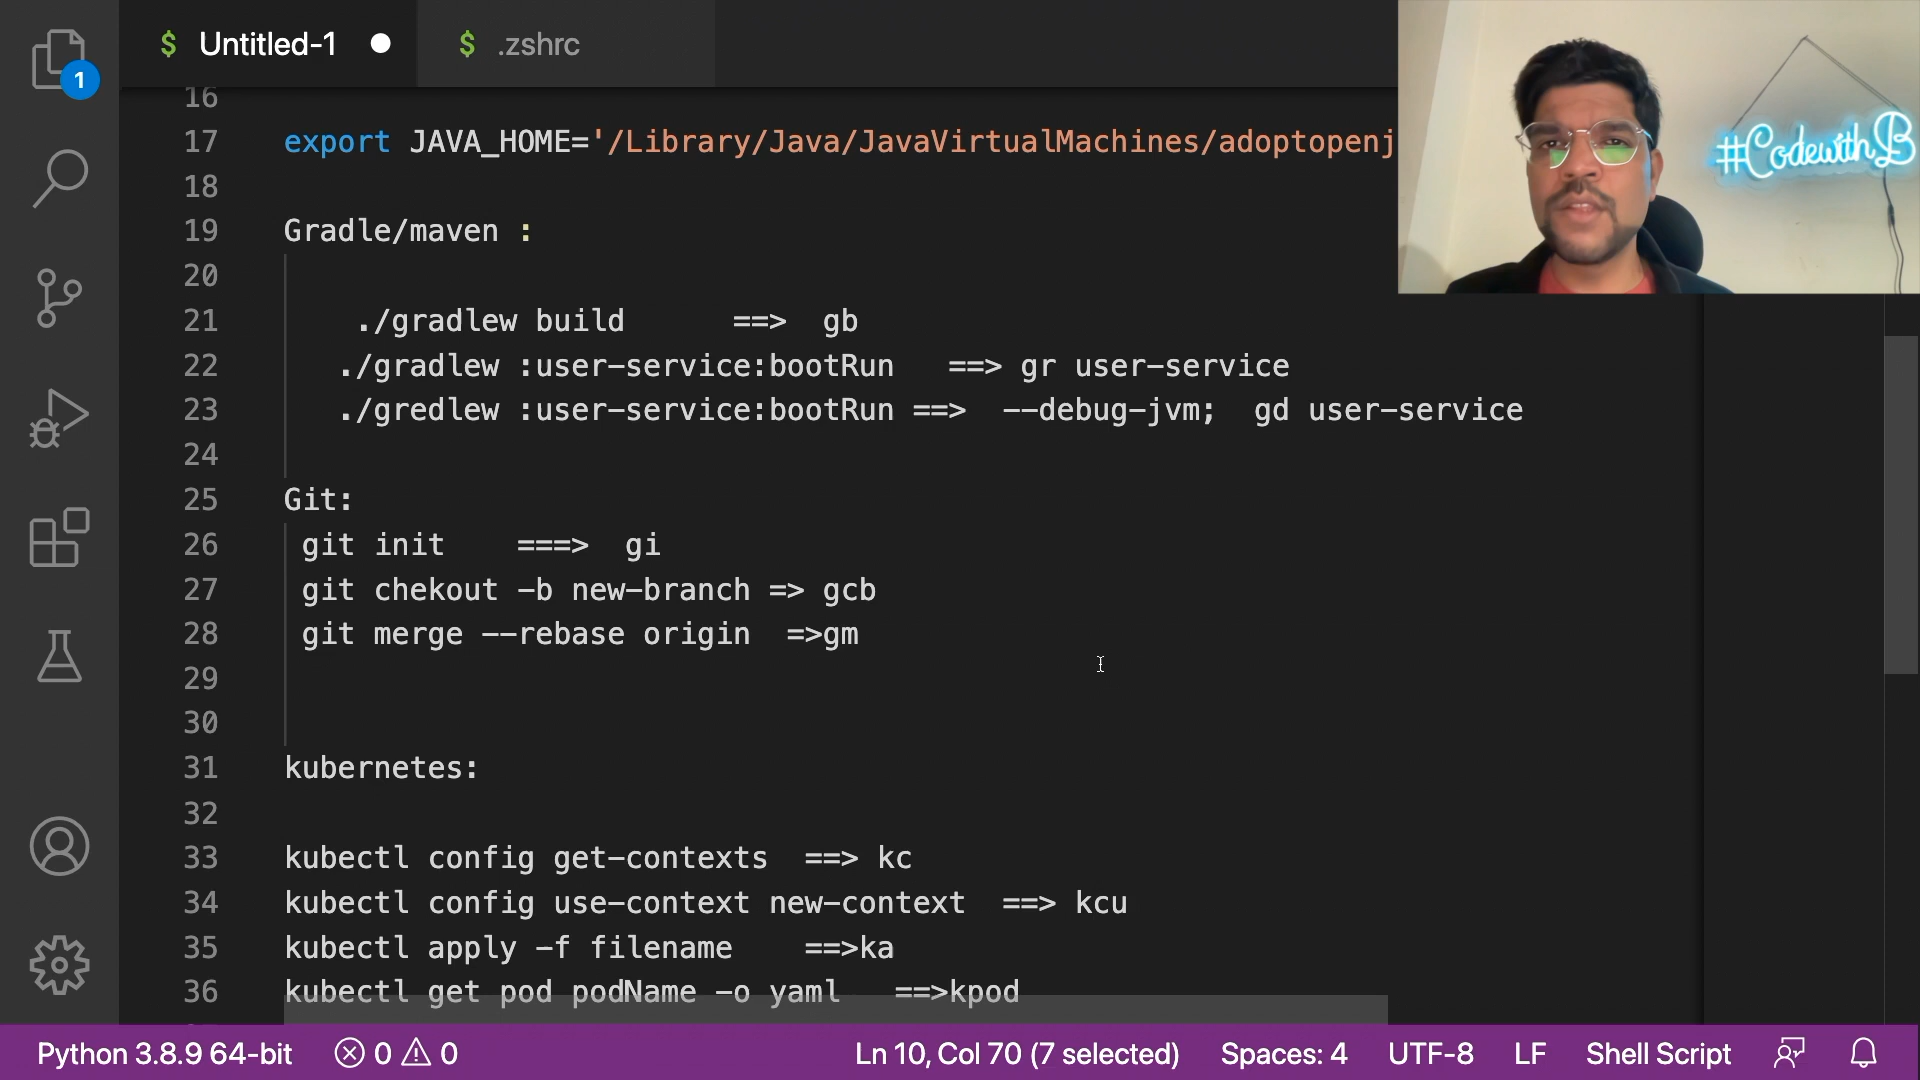 $ Untitled-1
$ .zshrc
1
#CodewithB
16
17 export JAVA_HOME='/Library/Java/JavaVirtualMachines/adoptopenj
18
19 Gradle/maven :
20
21 ./gradlew build ==> gb
22 ./gradlew :user-service:bootRun ==> gr user-service
23 ./gredlew :user-service:bootRun ==> --debug-jvm; gd user-service
24
25 Git:
26 git init ===> gi
27 git chekout -b new-branch => gcb
28 git merge --rebase origin =>gm
29
30
31 kubernetes:
32
33 kubectl config get-contexts ==> kc
34 kubectl config use-context new-context ==> kcu
35 kubectl apply -f filename ==>ka
36 kubectl get pod podName -o yaml ==>kpod
Python 3.8.9 64-bit 0 0 Ln 10, Col 70 (7 selected) Spaces: 4 UTF-8 LF Shell Script